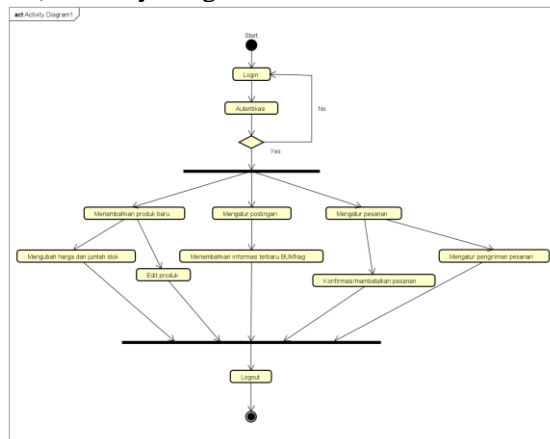 act Activity Diagram1
Start
Login
Autentikasi
No
Yes
Menambahkan produk baru
Mengatur postingan
Mengatur pesanan
Mengubah harga dan jumlah stok
Menambahkan informasi terbaru BUMNag
Mengatur pengiriman pesanan
Edit produk
Konfirmasi/mambatalkan pesanan
Logout